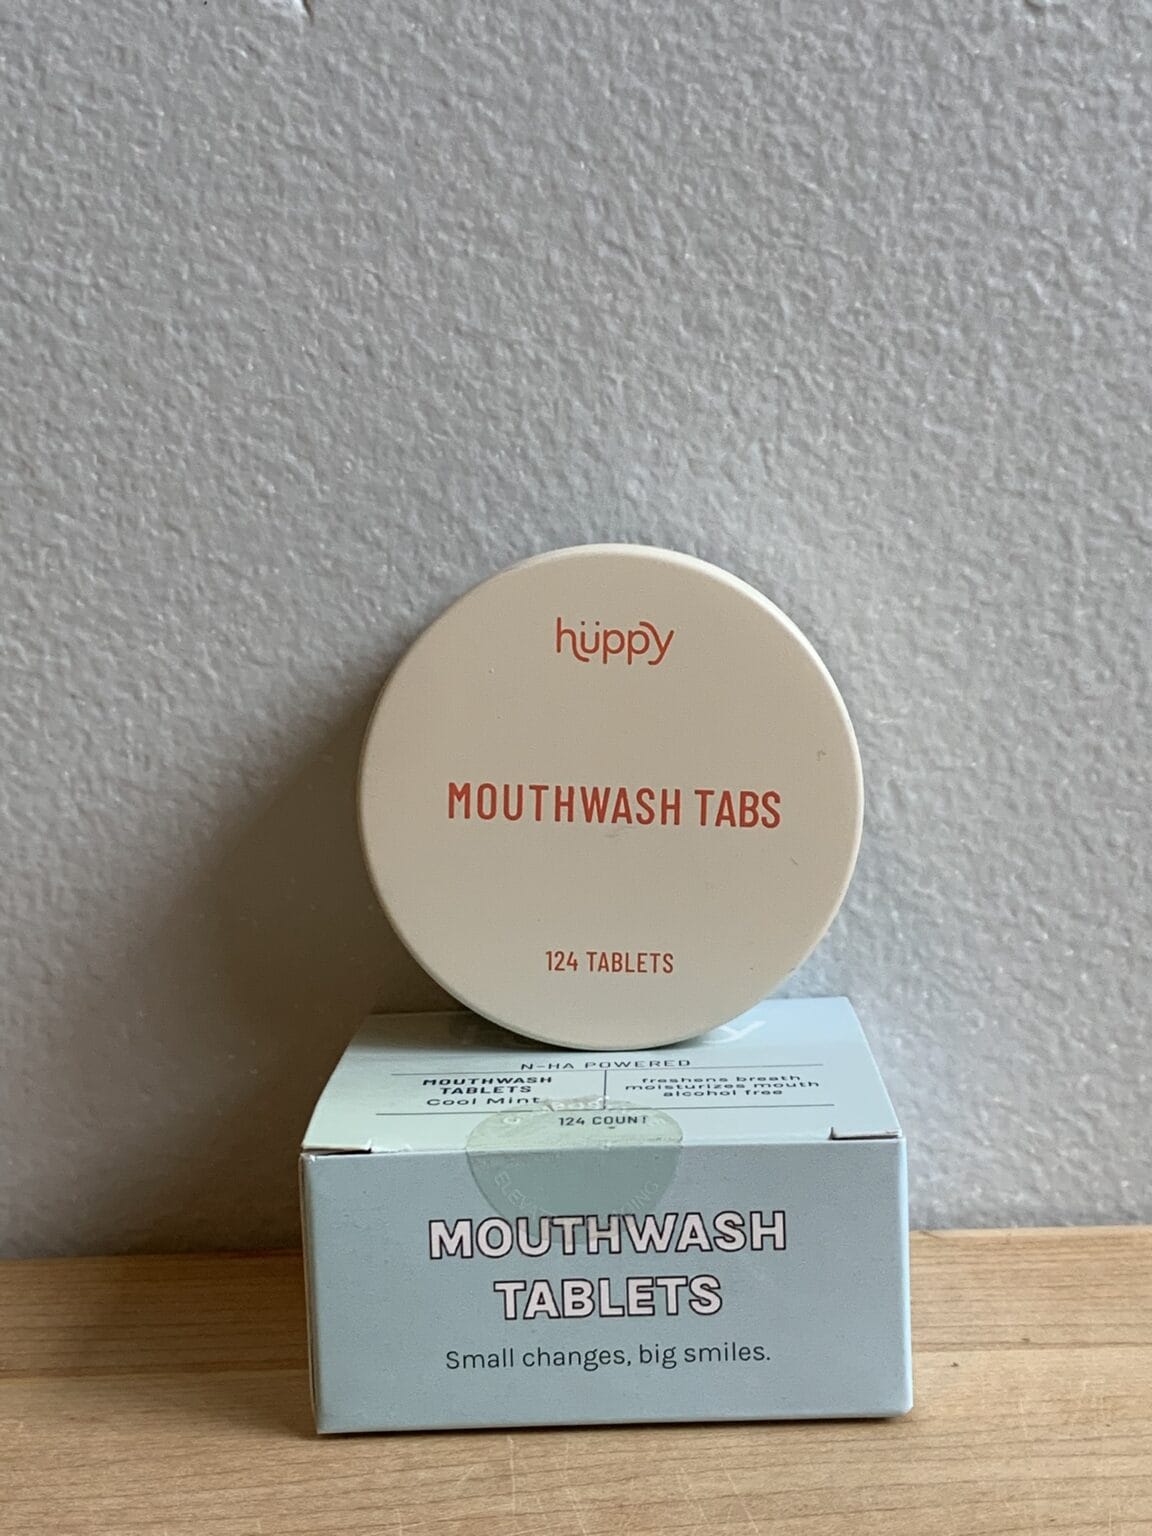 hüppy
MOUTHWASH TABS
124 TABLETS
N-HA POWERED
MOUTHWASH
TABLETS
Cool Mint
freshens breath
moisturizes mouth
alcohol free
124 COUNT
MOUTHWASH
TABLETS
Small changes, big smiles.